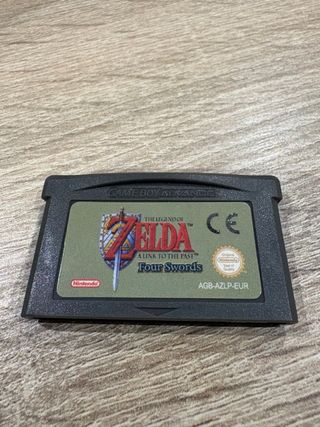 GAME BOY ADVANCE
THE LEGEND OF
ZELDA
A LINK TO THE PAST
Four Swords
CE
Nintendo
AGB-AZLP-EUR